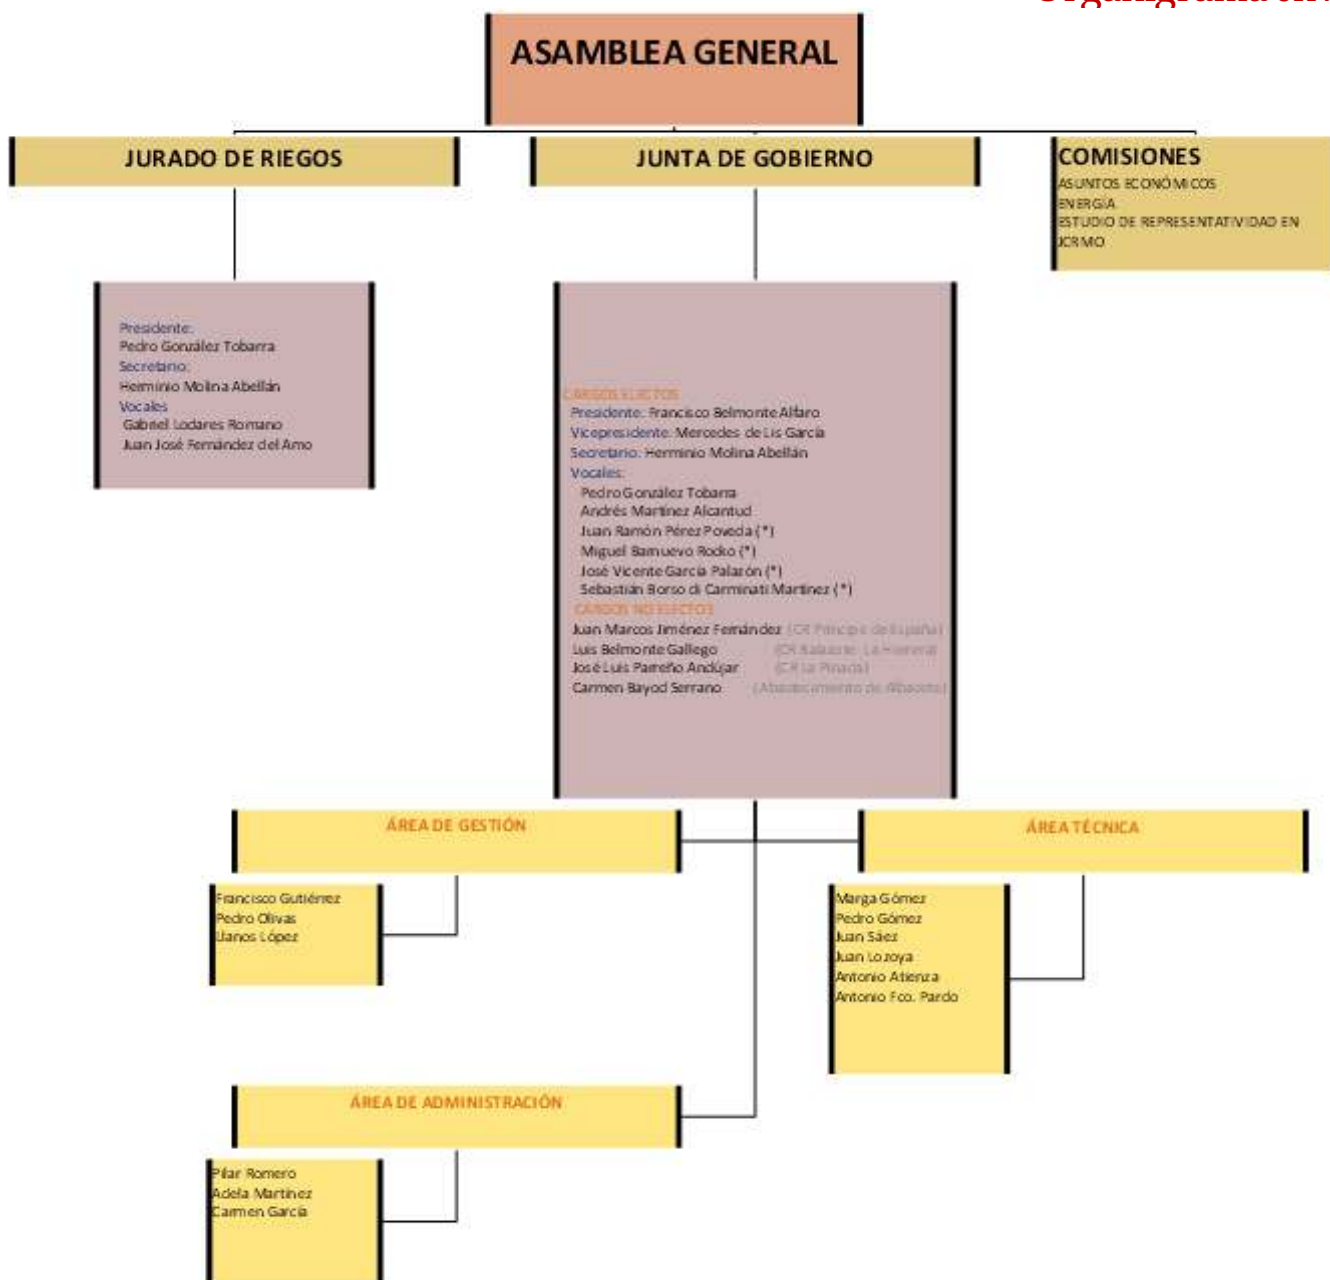 ASAMBLEA GENERAL
JURADO DE RIEGOS
JUNTA DE GOBIERNO
COMISIONES
ASUNTOS ECONÓMICOS
ENERGÍA
ESTUDIO DE REPRESENTATIVIDAD EN
JCRMO
Presidente:
Pedro González Tobarra
Secretario:
Herminio Molina Abellán
Vocales
Gabriel Lodares Romano
Juan José Fernández del Amo
CARGOS ELECTOS
Presidente: Francisco Belmonte Alfaro
Vicepresidente: Mercedes de Lis García
Secretario: Herminio Molina Abellán
Vocales:
Pedro González Tobarra
Andrés Martínez Alcantud
Juan Ramón Pérez Poveda (*)
Miguel Barnuevo Rocko (*)
José Vicente García Palazón (*)
Sebastián Borso di Carminati Martínez (*)
CARGOS NO ELECTOS
Juan Marcos Jiménez Fernández (CR Príncipe de España)
Luis Belmonte Gallego (CR Balazote- La Herrera)
José Luis Parreño Andújar (CR La Pinada)
Carmen Bayod Serrano (Abastecimiento de Albacete)
ÁREA DE GESTIÓN
ÁREA TÉCNICA
Francisco Gutiérrez
Pedro Olivas
Llanos López
Marga Gómez
Pedro Gómez
Juan Sáez
Juan Lozoya
Antonio Atienza
Antonio Fco. Pardo
ÁREA DE ADMINISTRACIÓN
Pilar Romero
Adela Martínez
Carmen García